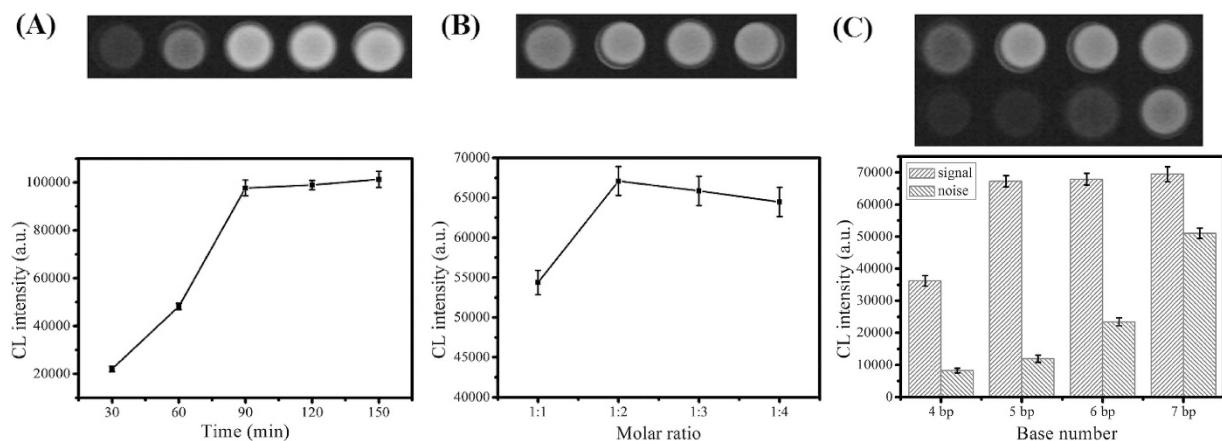 (A)
100000
80000
60000
40000
20000
CL intensity (a.u.)
30 60 90 120 150
Time (min)
(B)
70000
65000
60000
55000
50000
45000
40000
CL intensity (a.u.)
1:1 1:2 1:3 1:4
Molar ratio
(C)
signal
noise
70000
60000
50000
40000
30000
20000
10000
0
CL intensity (a.u.)
4 bp 5 bp 6 bp 7 bp
Base number